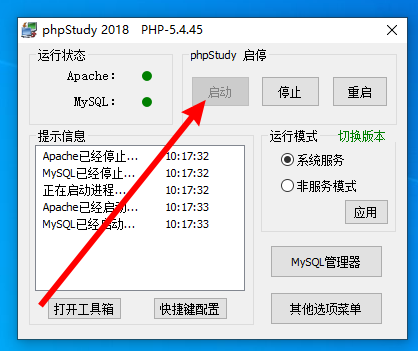 phpStudy 2018 PHP-5.4.45
运行状态
Apache:
MySQL:
phpStudy 启停
启动 停止 重启
提示信息
Apache已经停止... 10:17:32
MySQL已经停止... 10:17:32
正在启动进程... 10:17:32
Apache已经启动... 10:17:33
MySQL已经启动... 10:17:33
打开工具箱 快捷键配置
运行模式 切换版本
系统服务
非服务模式
应用
MySQL管理器
其他选项菜单